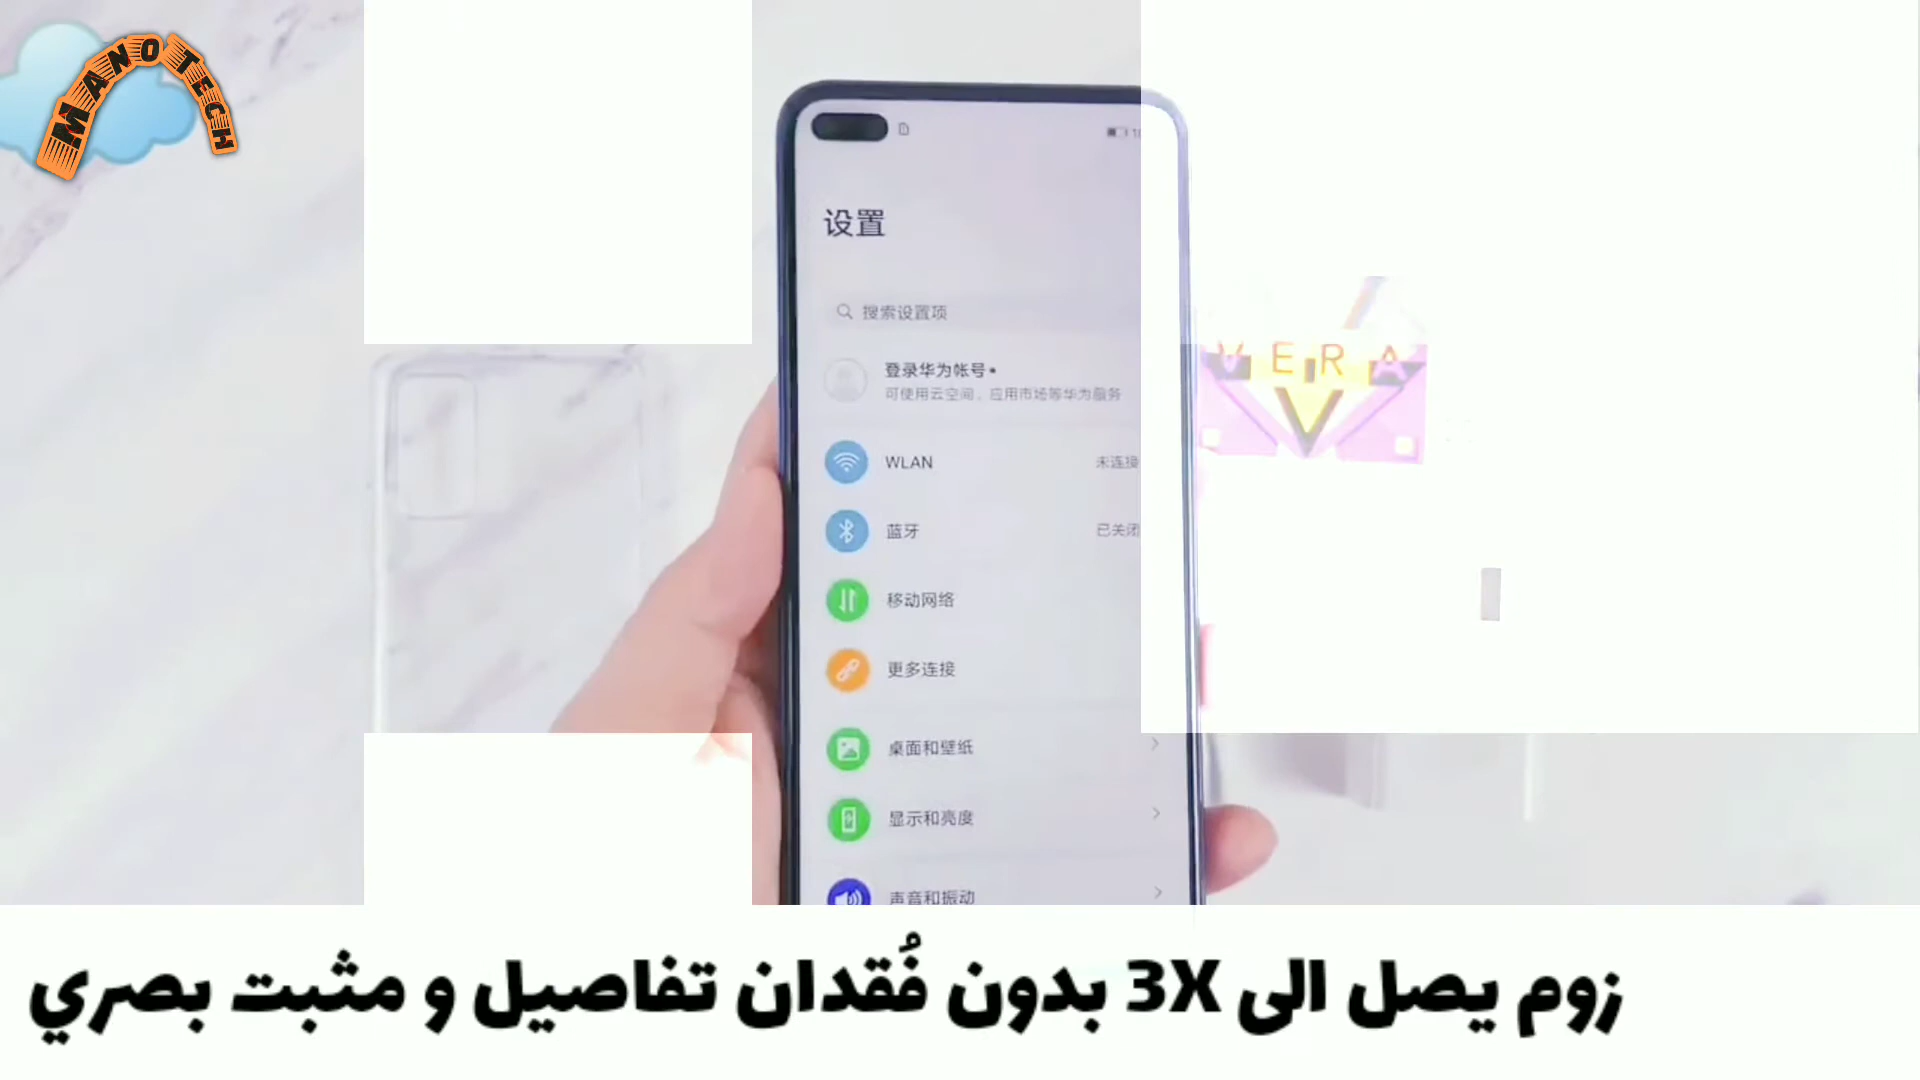 MANO TECH
设置
搜索设置项
登录华为帐号
可使用云空间、应用市场等华为服务
WLAN 未连接
蓝牙 已关闭
移动网络
更多连接
VERA
桌面和壁纸
显示和亮度
声音和振动
زوم يصل الى 3X بدون فُقدان تفاصيل و مثبت بصري